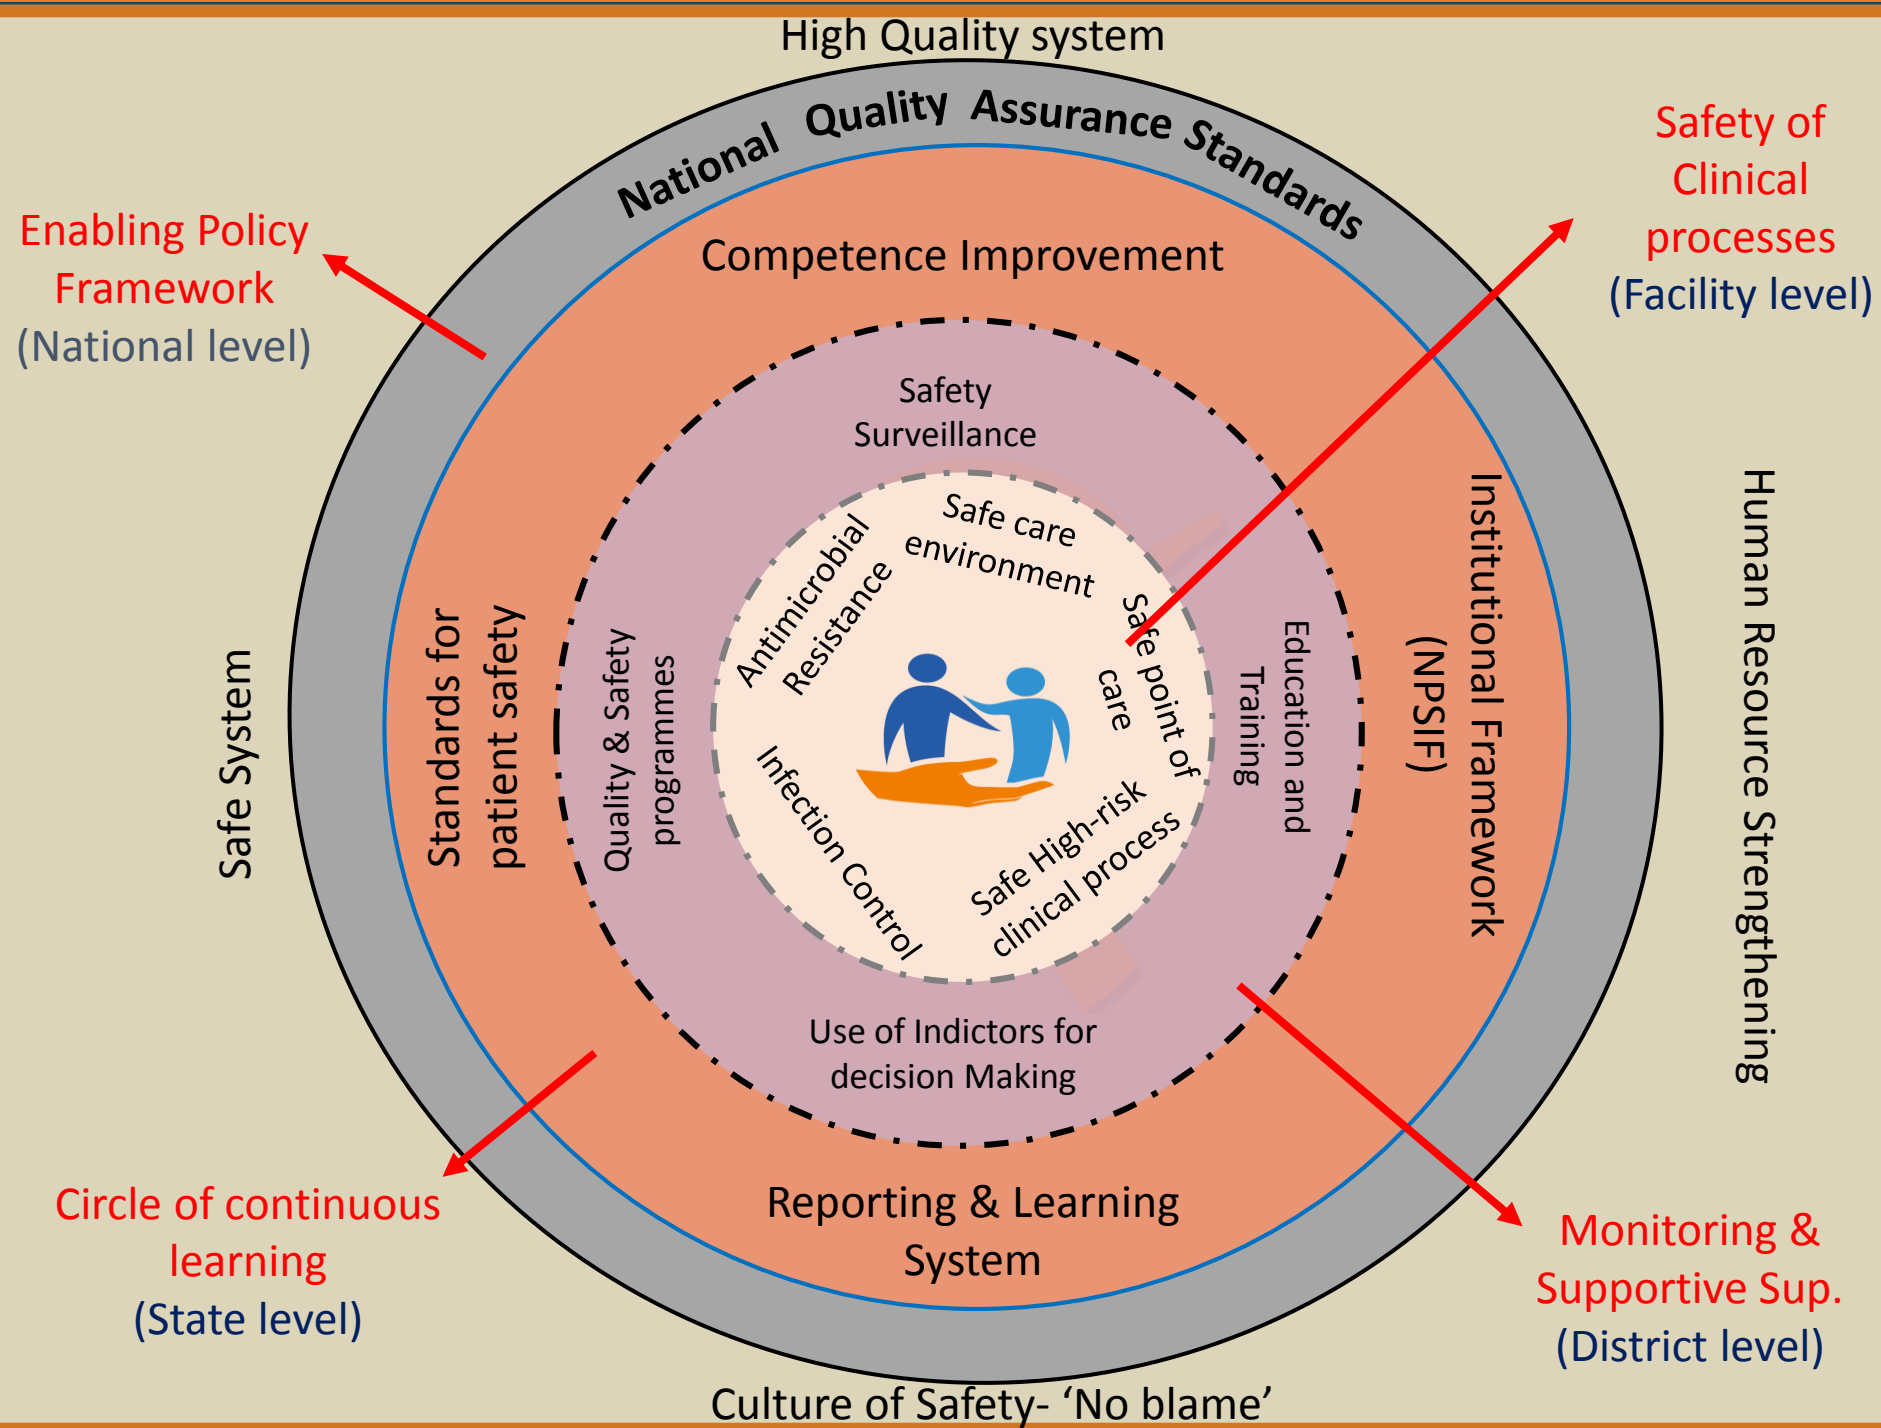 High Quality system
National Quality Assurance Standards
Safety of
Clinical
processes
(Facility level)
Enabling Policy
Framework
(National level)
Competence Improvement
Safety
Surveillance
Safe care
environment
Antimicrobial
Resistance
Safe point of
care
Safe High-risk
clinical process
Infection Control
Quality & Safety
programmes
Education and
Training
Standards for
patient safety
Institutional Framework
(NPSIF)
Safe System
Human Resource Strengthening
Use of Indictors for
decision Making
Reporting & Learning
System
Circle of continuous
learning
(State level)
Monitoring &
Supportive Sup.
(District level)
Culture of Safety- ‘No blame’